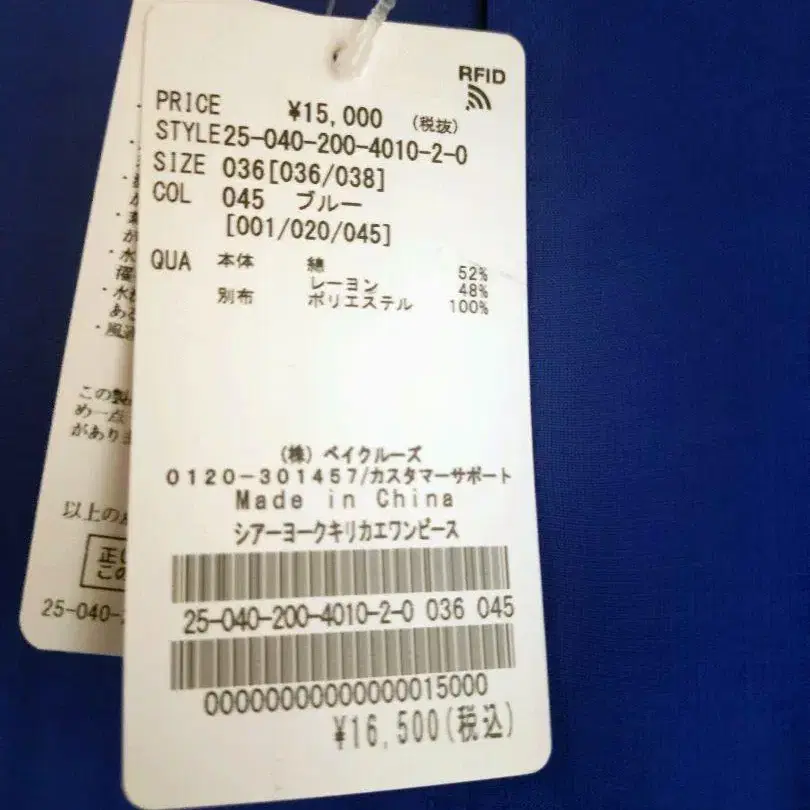 RFID
PRICE ¥15,000 (税抜)
STYLE25-040-200-4010-2-0
SIZE 036[036/038]
COL 045 ブルー
[001/020/045]
QUA 本体 綿 52%
レーヨン 48%
別布 ポリエステル 100%
(株) ベイクルーズ
0120-301457/カスタマーサポート
Made in China
シアーヨークキリカエワンピース
25-040-200-4010-2-0 036 045
00000000000000015000
¥16,500(税込)
この製
め一点
がありま
以上の
正し
この
25-040-